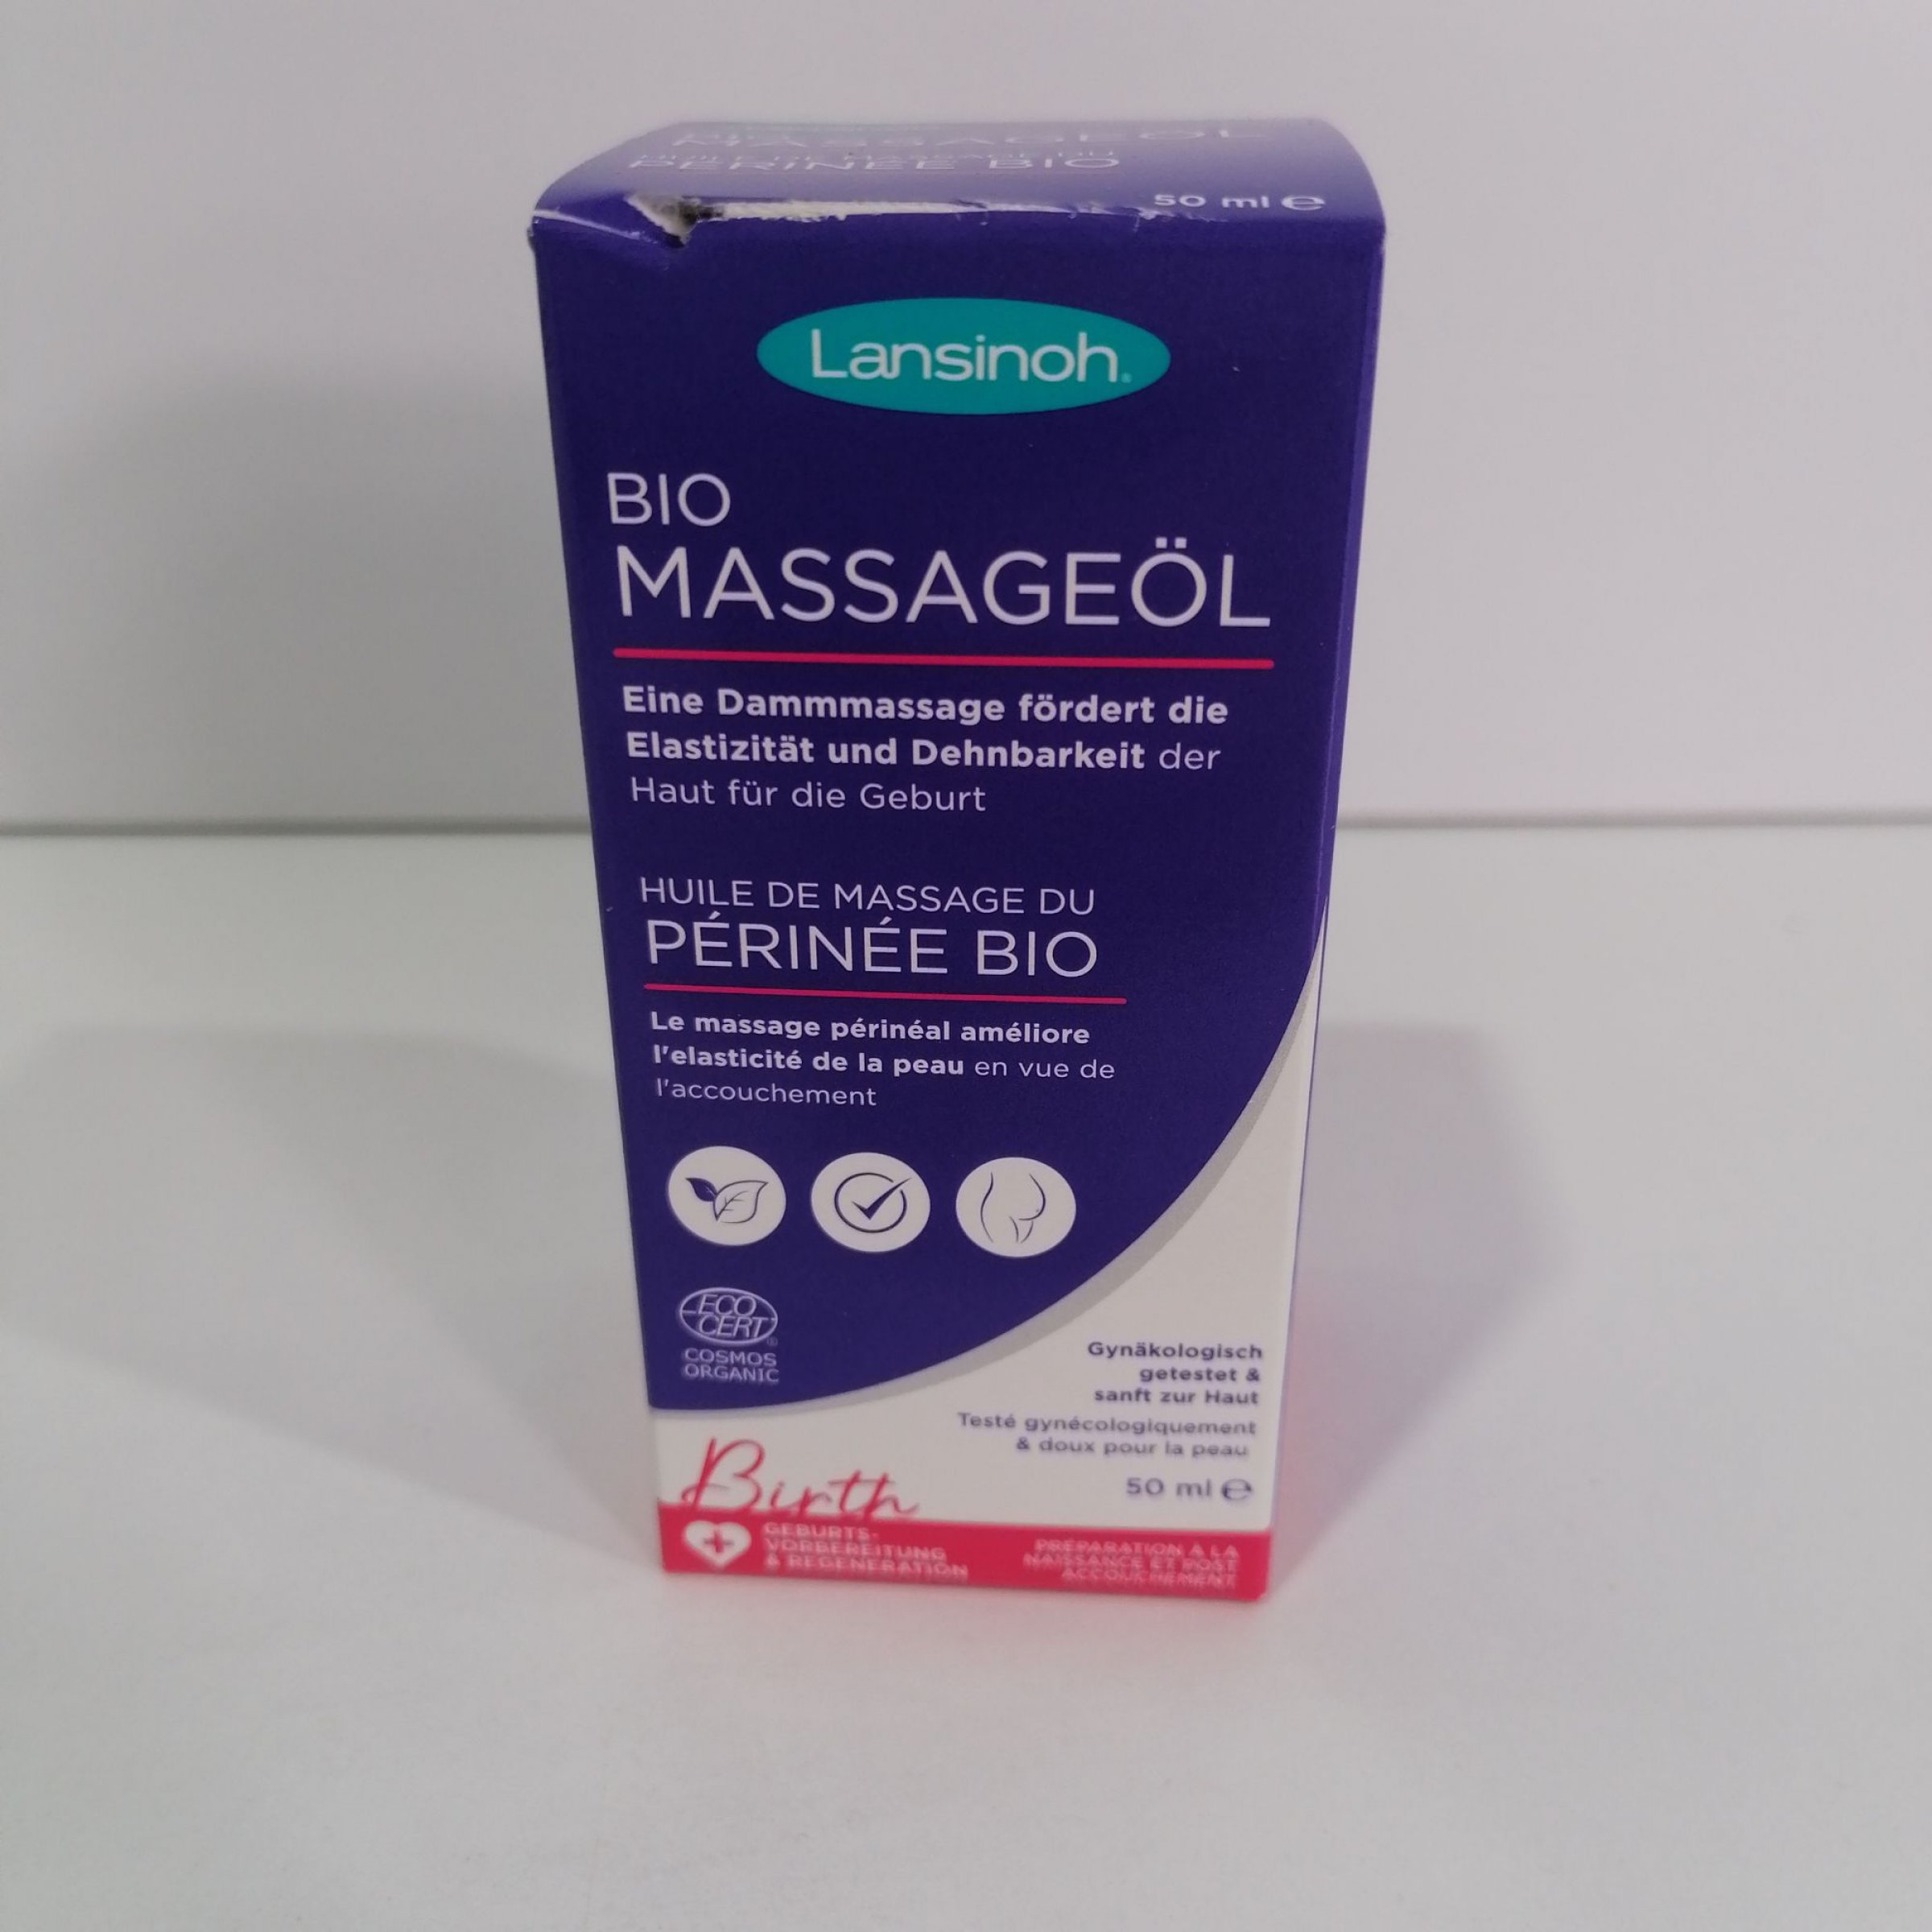 MASSAGEÖL
PÉRINÉE BIO
50 ml ℮
Lansinoh®
BIO
MASSAGEÖL
Eine Dammmassage fördert die
Elastizität und Dehnbarkeit der
Haut für die Geburt
HUILE DE MASSAGE DU
PÉRINÉE BIO
Le massage périnéal améliore
l'elasticité de la peau en vue de
l'accouchement
ECO
CERT®
COSMOS
ORGANIC
Gynäkologisch
getestet &
sanft zur Haut
Testé gynécologiquement
& doux pour la peau
50 ml ℮
Birth
GEBURTS-
VORBEREITUNG
& REGENERATION
PRÉPARATION À LA
NAISSANCE ET POST
ACCOUCHEMENT